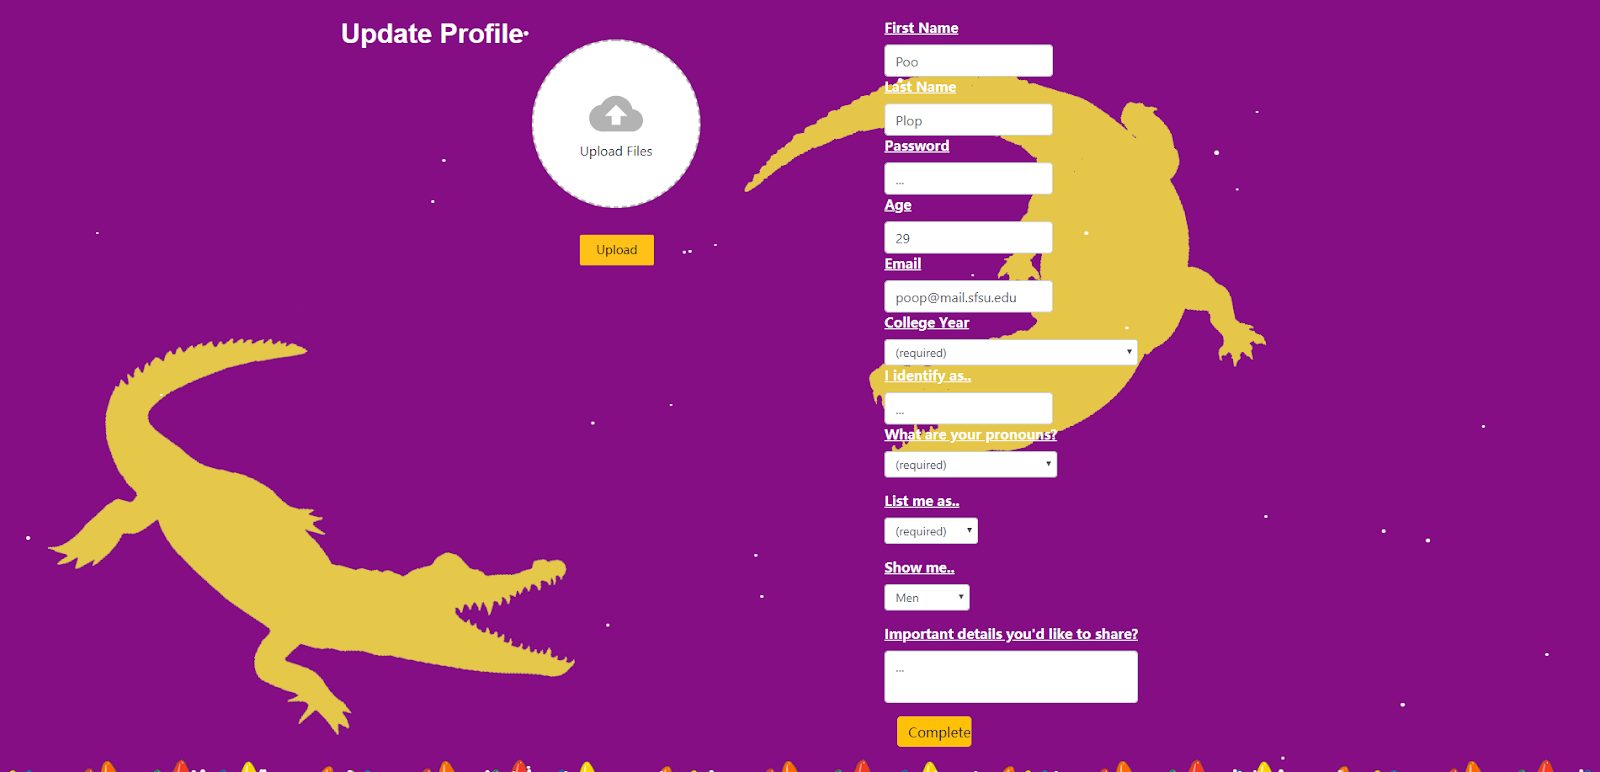 Update Profile
Upload Files
Upload
First Name
Poo
Last Name
Plop
Password
...
Age
29
Email
poop@mail.sfsu.edu
College Year
(required)
I identify as..
...
What are your pronouns?
(required)
List me as..
(required)
Show me..
Men
Important details you'd like to share?
...
Complete